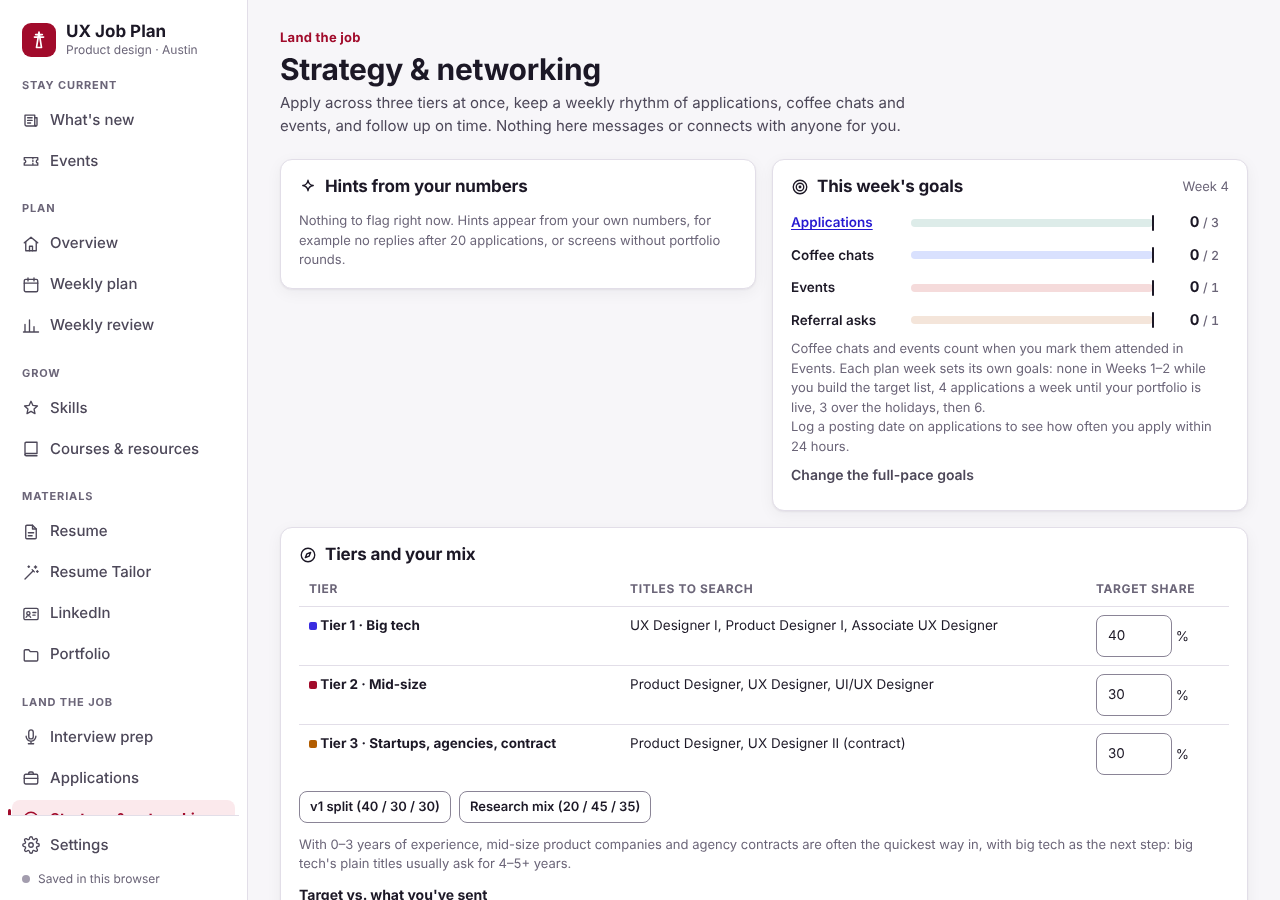 UX Job Plan
Product design · Austin
STAY CURRENT
What's new
Events
PLAN
Overview
Weekly plan
Weekly review
GROW
Skills
Courses & resources
MATERIALS
Resume
Resume Tailor
LinkedIn
Portfolio
LAND THE JOB
Interview prep
Applications
Strategy & networking
Settings
Saved in this browser
Land the job
Strategy & networking
Apply across three tiers at once, keep a weekly rhythm of applications, coffee chats and
events, and follow up on time. Nothing here messages or connects with anyone for you.
Hints from your numbers
Nothing to flag right now. Hints appear from your own numbers, for
example no replies after 20 applications, or screens without portfolio
rounds.
This week's goals
Week 4
Applications 0 / 3
Coffee chats 0 / 2
Events 0 / 1
Referral asks 0 / 1
Coffee chats and events count when you mark them attended in
Events. Each plan week sets its own goals: none in Weeks 1–2 while
you build the target list, 4 applications a week until your portfolio is
live, 3 over the holidays, then 6.
Log a posting date on applications to see how often you apply within
24 hours.
Change the full-pace goals
Tiers and your mix
TIER TITLES TO SEARCH TARGET SHARE
Tier 1 · Big tech UX Designer I, Product Designer I, Associate UX Designer 40 %
Tier 2 · Mid-size Product Designer, UX Designer, UI/UX Designer 30 %
Tier 3 · Startups, agencies, contract Product Designer, UX Designer II (contract) 30 %
v1 split (40 / 30 / 30) Research mix (20 / 45 / 35)
With 0–3 years of experience, mid-size product companies and agency contracts are often the quickest way in, with big tech as the next step: big
tech's plain titles usually ask for 4–5+ years.
Target vs. what you've sent